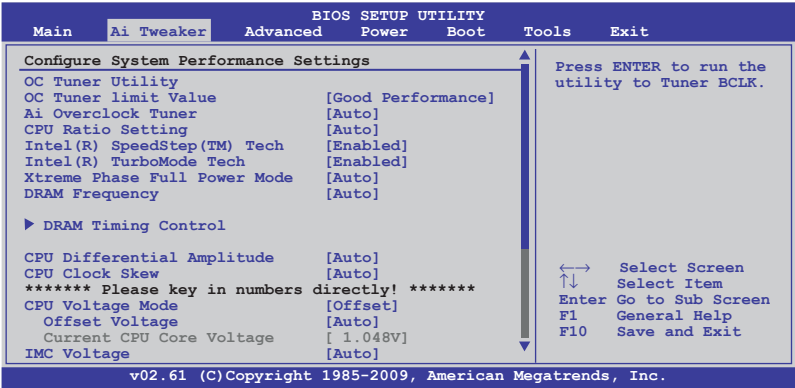 BIOS SETUP UTILITY
Main Ai Tweaker Advanced Power Boot Tools Exit
Configure System Performance Settings
OC Tuner Utility
OC Tuner limit Value [Good Performance]
Ai Overclock Tuner [Auto]
CPU Ratio Setting [Auto]
Intel(R) SpeedStep(TM) Tech [Enabled]
Intel(R) TurboMode Tech [Enabled]
Xtreme Phase Full Power Mode [Auto]
DRAM Frequency [Auto]
DRAM Timing Control
CPU Differential Amplitude [Auto]
CPU Clock Skew [Auto]
******* Please key in numbers directly! *******
CPU Voltage Mode [Offset]
Offset Voltage [Auto]
Current CPU Core Voltage [ 1.048V]
IMC Voltage [Auto]
Press ENTER to run the
utility to Tuner BCLK.
←→ Select Screen
↑↓ Select Item
Enter Go to Sub Screen
F1 General Help
F10 Save and Exit
v02.61 (C)Copyright 1985-2009, American Megatrends, Inc.